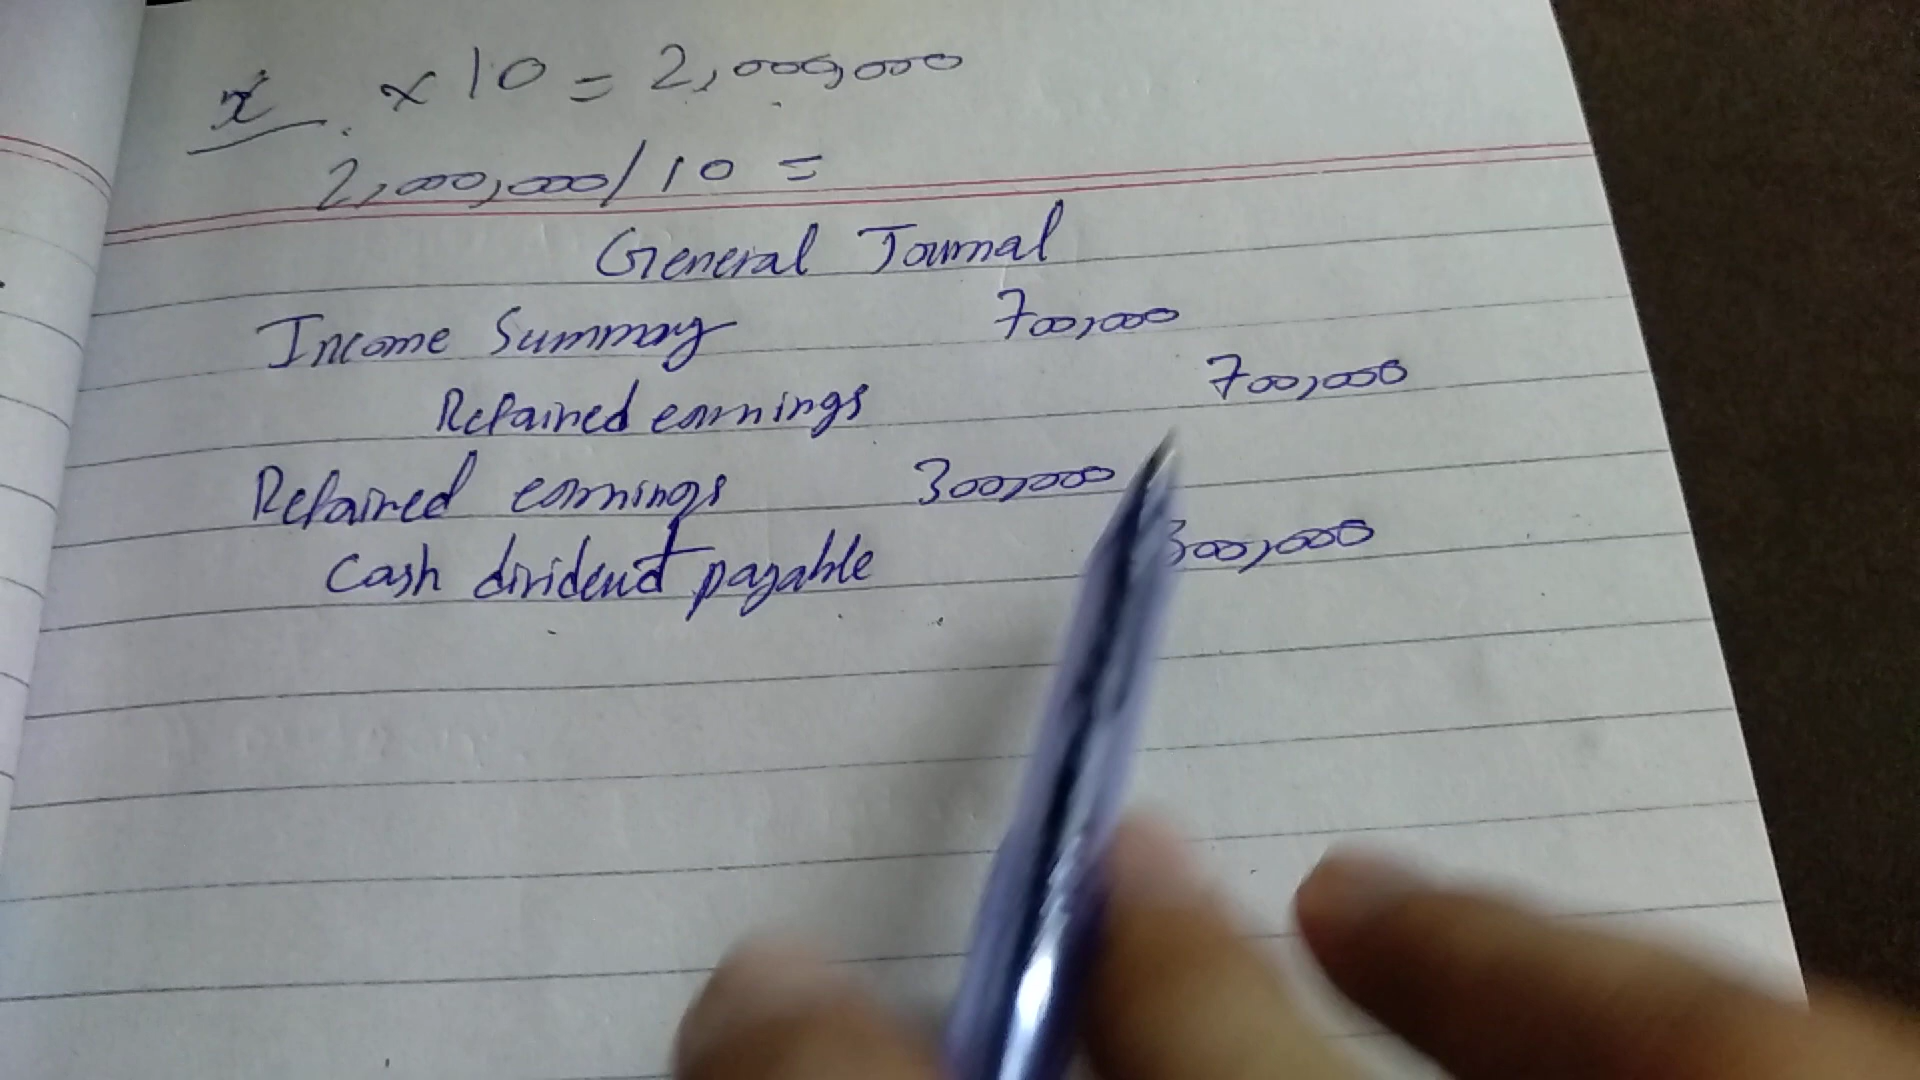 x × 10 = 2,000,000
2,000,000/10 =
General Journal
Income Summary 700,000
Retained earnings 700,000
Retained earnings 300,000
Cash dividend payable 300,000